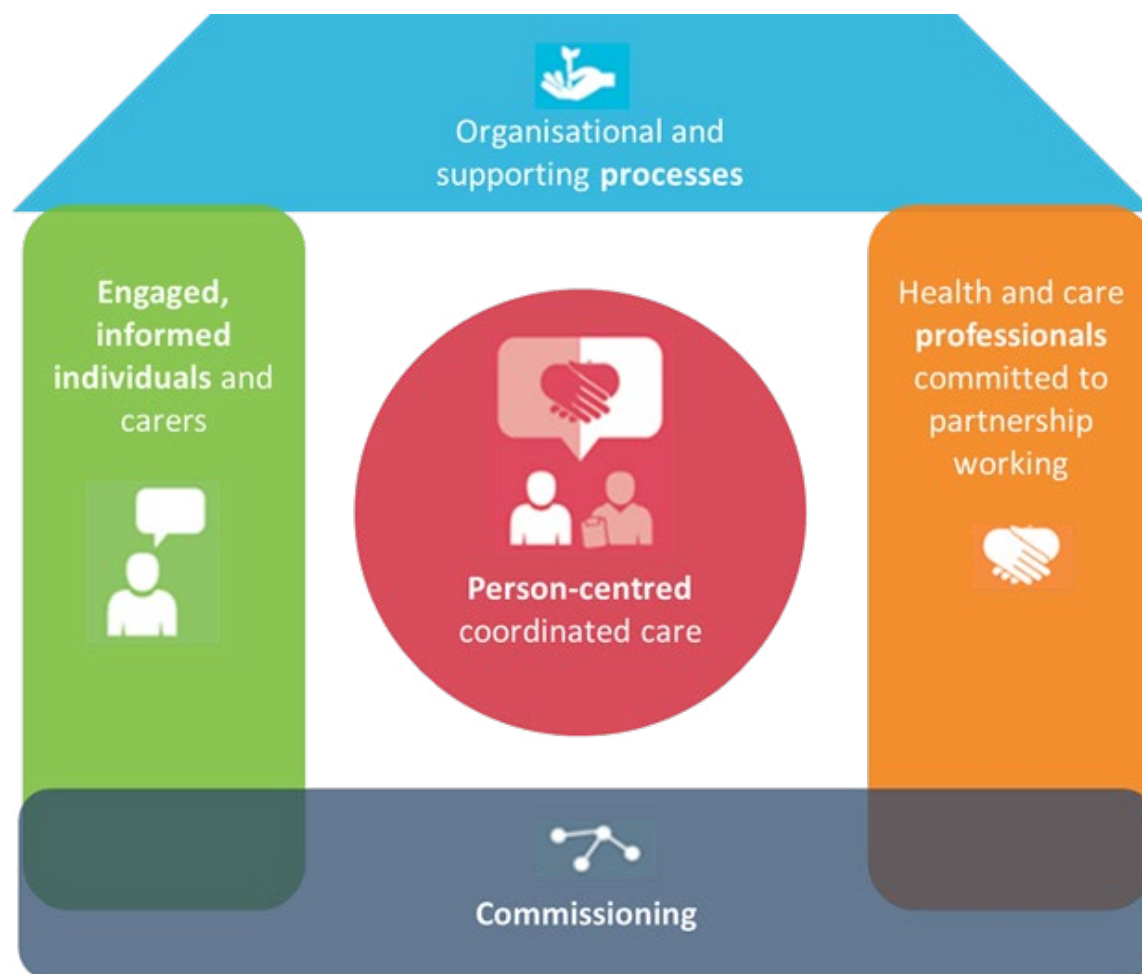 Organisational and
supporting processes
Engaged,
informed
individuals and
carers
Health and care
professionals
committed to
partnership
working
Person-centred
coordinated care
Commissioning